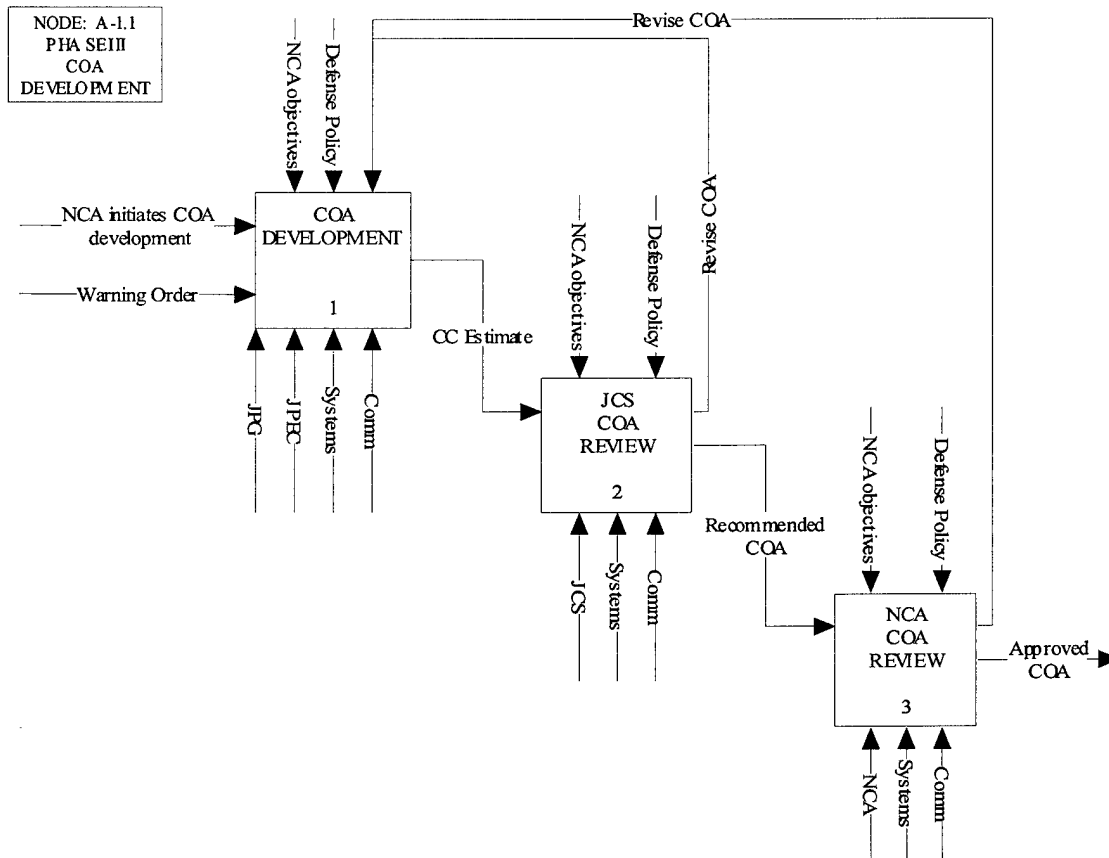 NODE: A-1.1
PHASE III
COA
DEVELOPMENT
Revise COA
NCA objectives
Defense Policy
Revise COA
NCA initiates COA
development
Warning Order
COA
DEVELOPMENT
1
JPG
JPEC
Systems
Comm
CC Estimate
NCA objectives
Defense Policy
JCS
COA
REVIEW
2
JCS
Systems
Comm
Recommended
COA
NCA objectives
Defense Policy
NCA
COA
REVIEW
3
Approved
COA
NCA
Systems
Comm